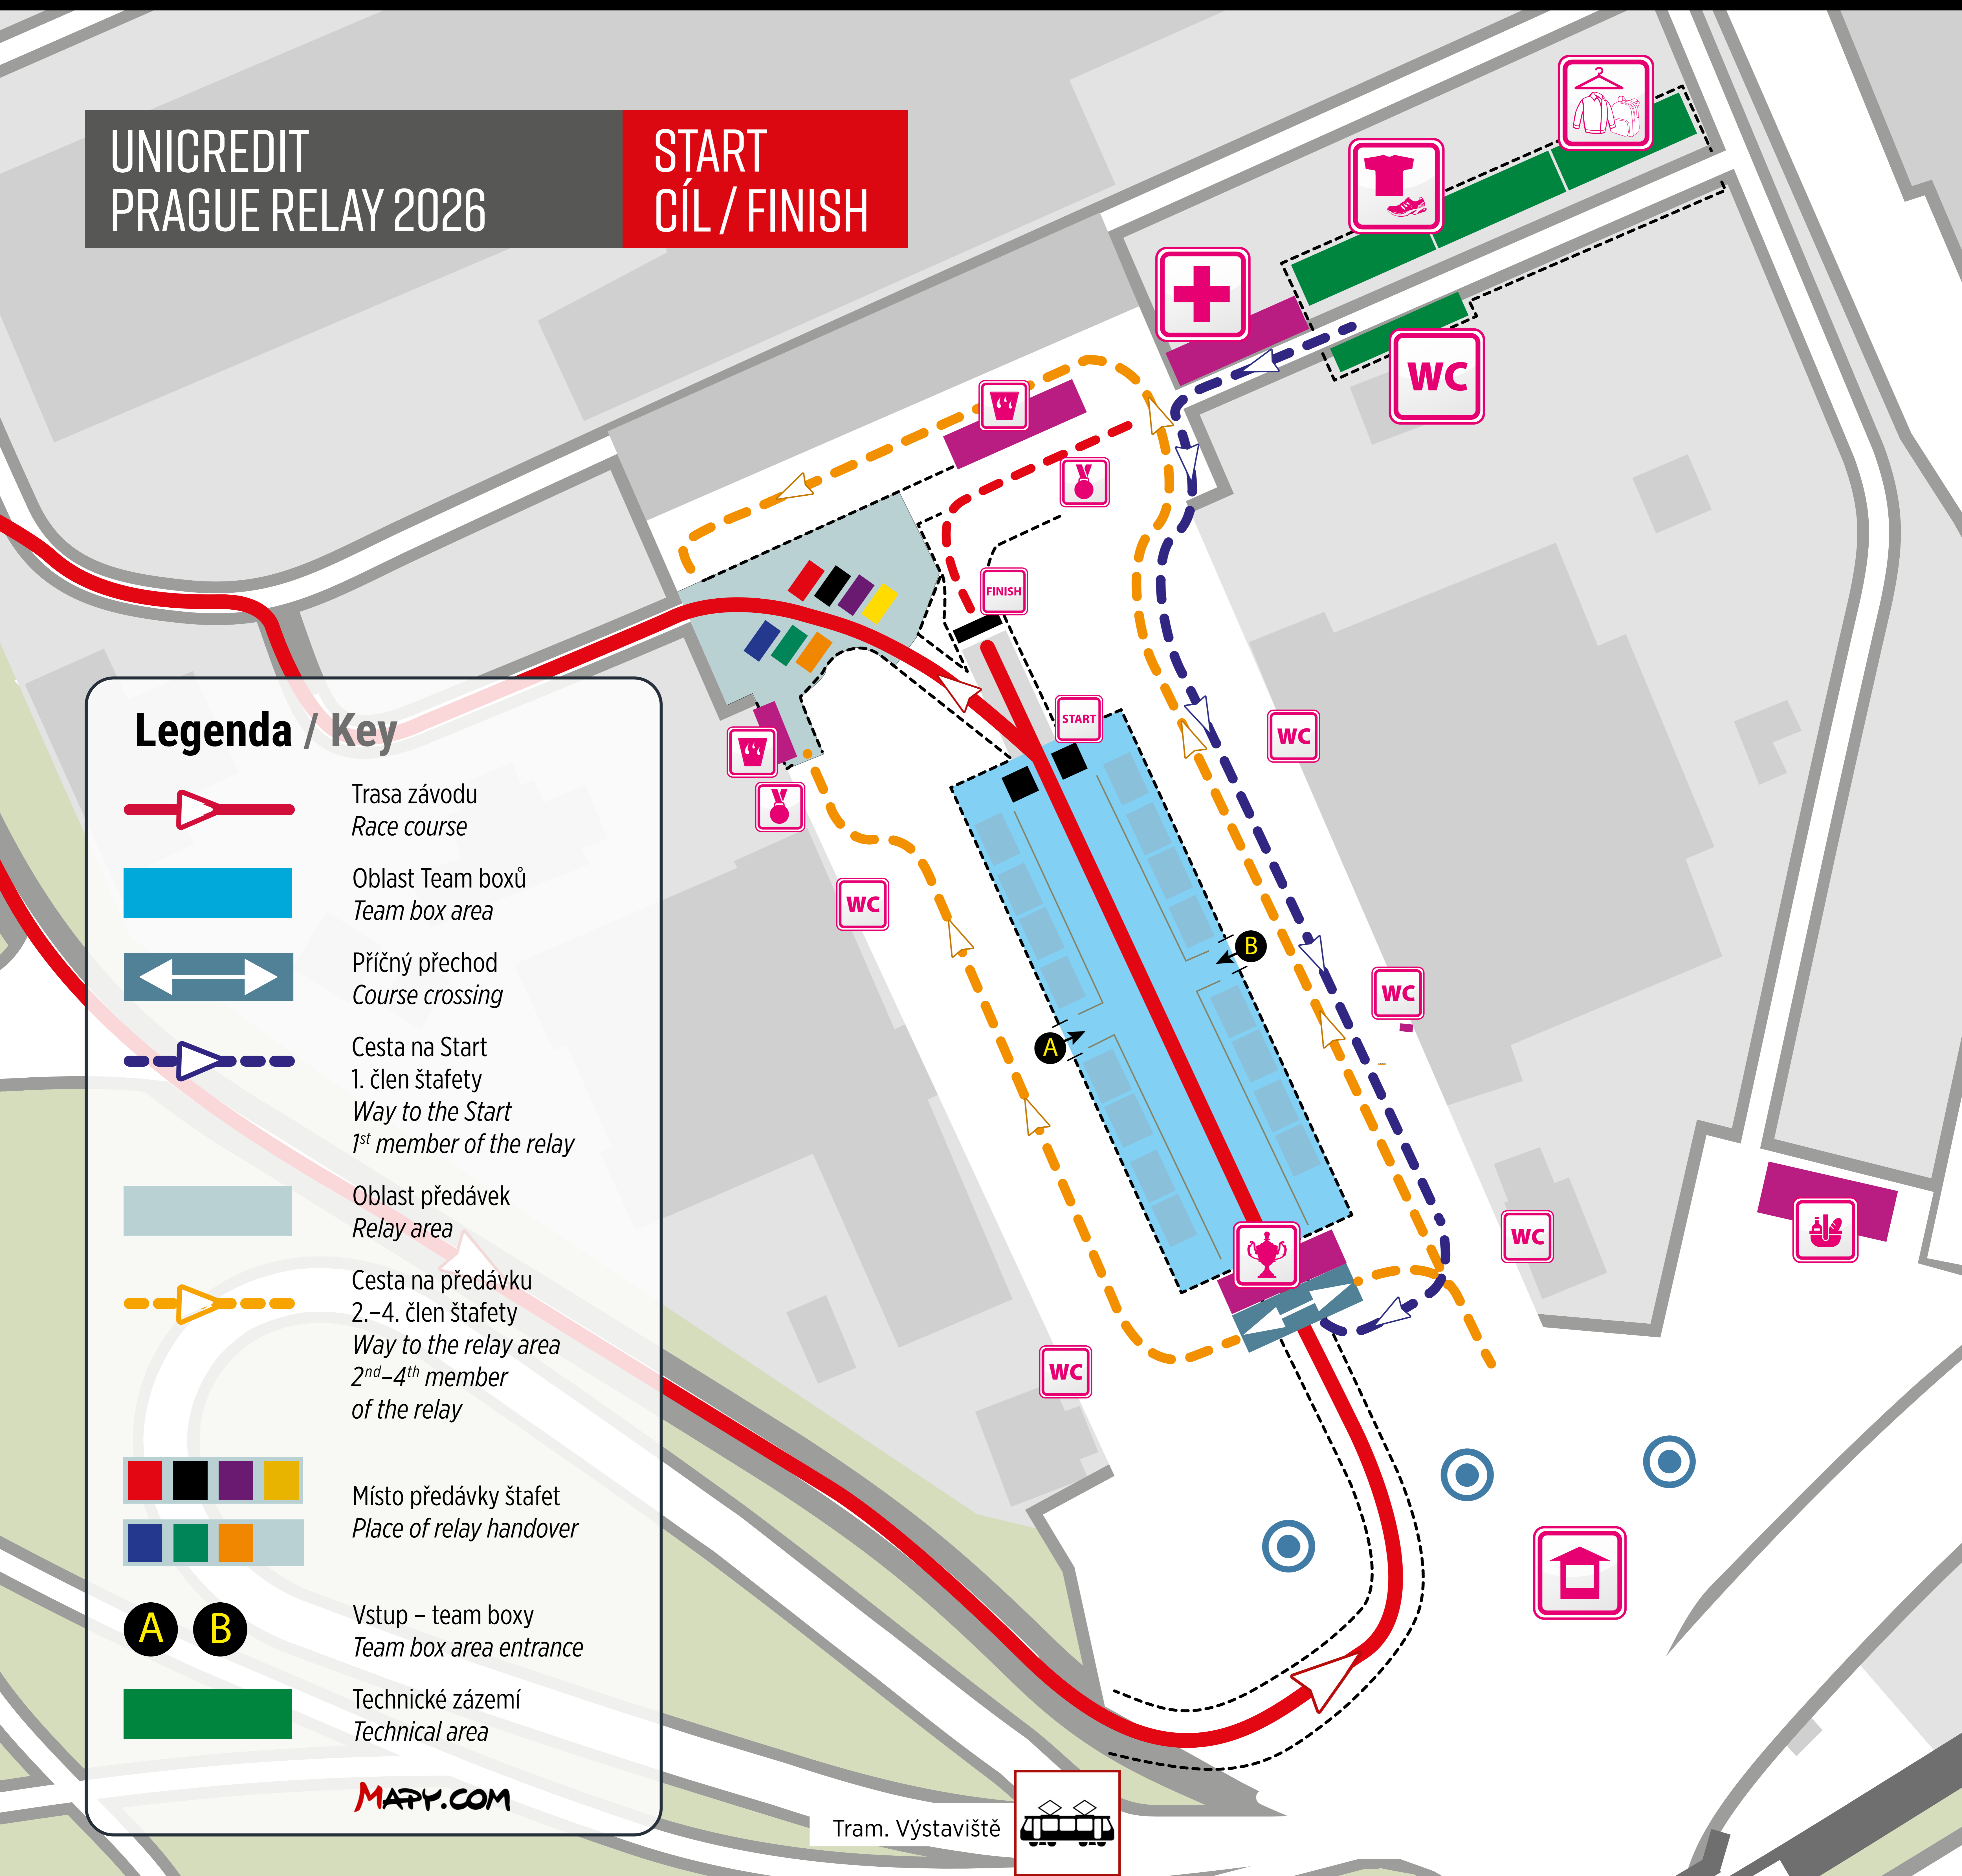 UNICREDIT
PRAGUE RELAY 2026
START
CÍL / FINISH
WC
FINISH
START
WC
WC
B
WC
A
WC
WC
Legenda / Key
Trasa závodu
Race course
Oblast Team boxů
Team box area
Příčný přechod
Course crossing
Cesta na Start
1. člen štafety
Way to the Start
1st member of the relay
Oblast předávek
Relay area
Cesta na předávku
2.–4. člen štafety
Way to the relay area
2nd–4th member
of the relay
Místo předávky štafet
Place of relay handover
A B
Vstup – team boxy
Team box area entrance
Technické zázemí
Technical area
MAPY.COM
Tram. Výstaviště